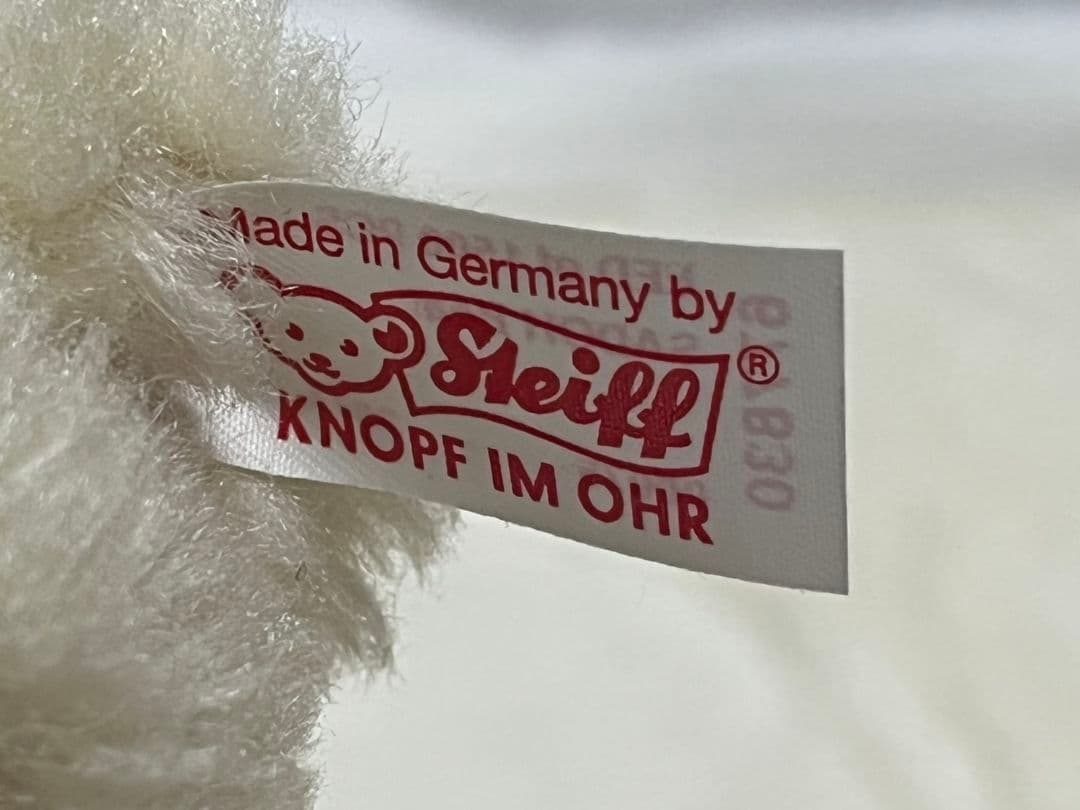 Made in Germany by
Steiff ®
KNOPF IM OHR